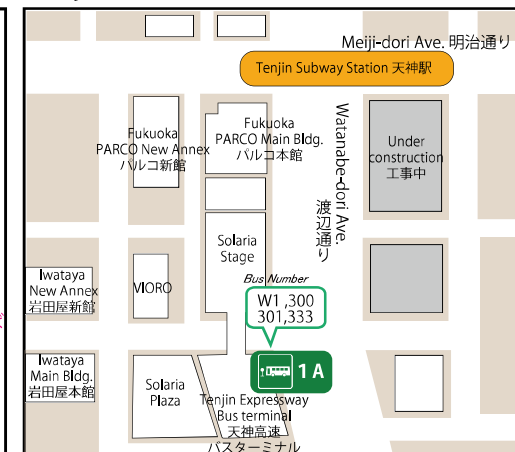 Meiji-dori Ave. 明治通り
Tenjin Subway Station 天神駅
Fukuoka
PARCO New Annex
パルコ新館
Fukuoka
PARCO Main Bldg.
パルコ本館
Watanabe-dori Ave.
渡辺通り
Under
construction
工事中
Solaria
Stage
Iwataya
New Annex
岩田屋新館
VIORO
Bus Number
W1 ,300
301,333
1 A
Iwataya
Main Bldg.
岩田屋本館
Solaria
Plaza
Tenjin Expressway
Bus terminal
天神高速
バスターミナル